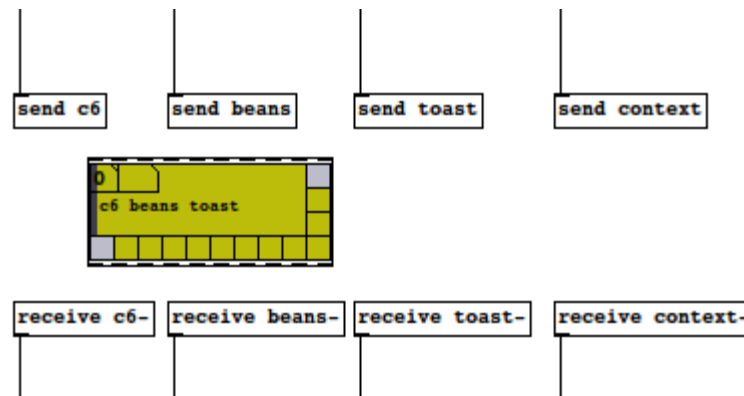 send c6 send beans send toast send context
0
c6 beans toast
receive c6- receive beans- receive toast- receive context-